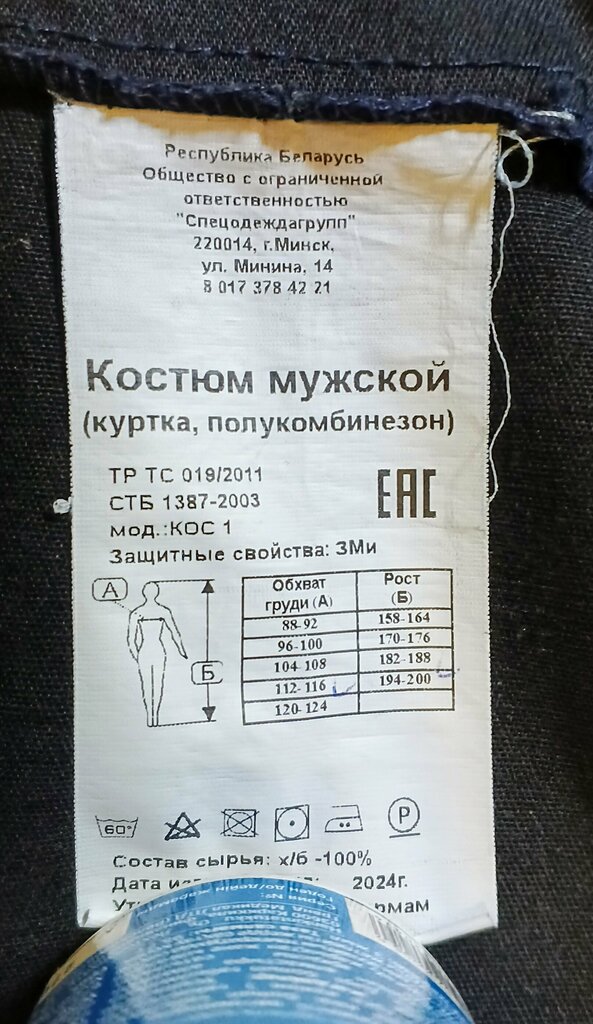 Республика Беларусь
Общество с ограниченной
ответственностью
"Спецодеждагрупп"
220014, г.Минск,
ул. Минина, 14
8 017 378 42 21
Костюм мужской
(куртка, полукомбинезон)
ТР ТС 019/2011
СТБ 1387-2003
мод.:КОС 1
Защитные свойства: ЗМи
ЕАС
А
Б
Обхват груди (А) Рост (Б)
88-92 158-164
96-100 170-176
104-108 182-188
112-116 194-200
120-124
60°
P
Состав сырья: х/б -100%
Дата 2024г.